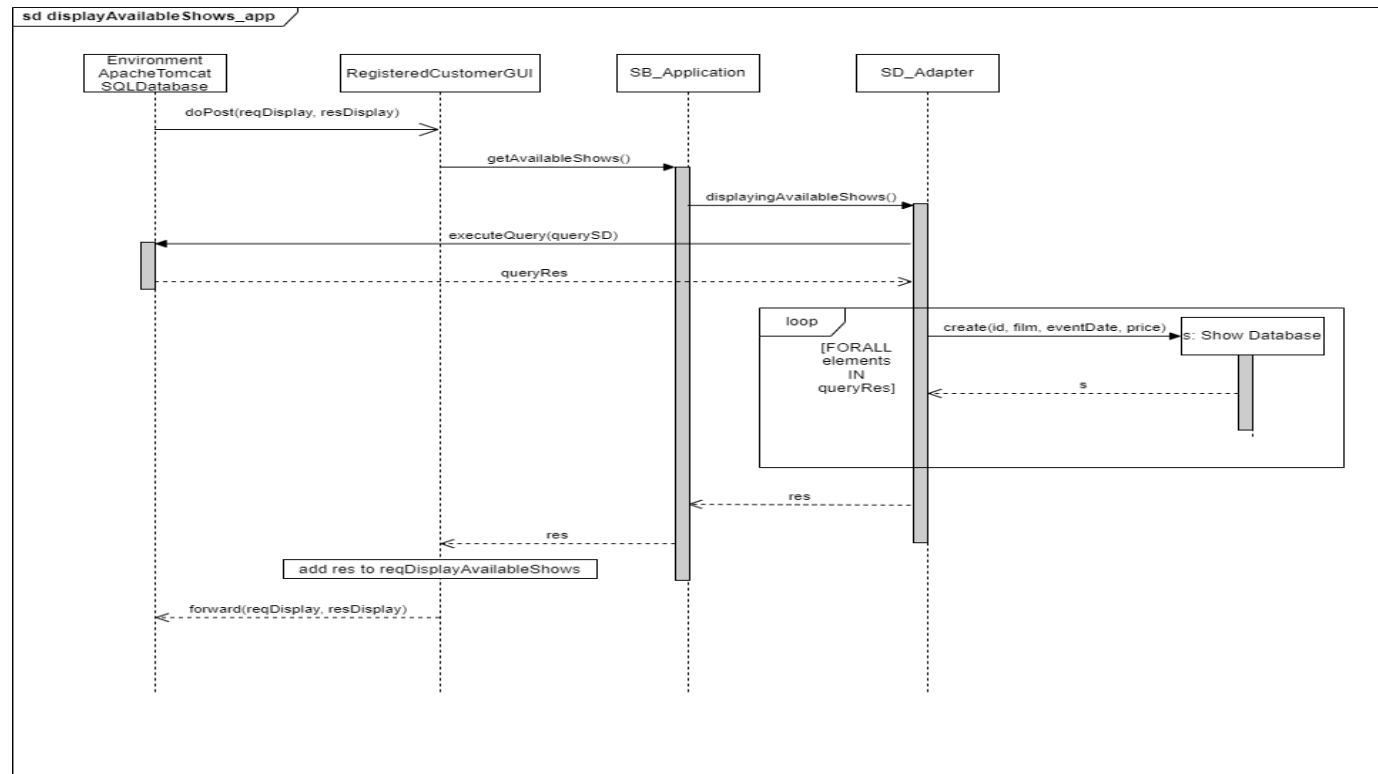 sd displayAvailableShows_app
Environment
ApacheTomcat
SQLDatabase
RegisteredCustomerGUI
SB_Application
SD_Adapter
doPost(reqDisplay, resDisplay)
getAvailableShows()
displayingAvailableShows()
executeQuery(querySD)
queryRes
loop
[FORALL
elements
IN
queryRes]
create(id, film, eventDate, price)
s: Show Database
s
res
res
add res to reqDisplayAvailableShows
forward(reqDisplay, resDisplay)